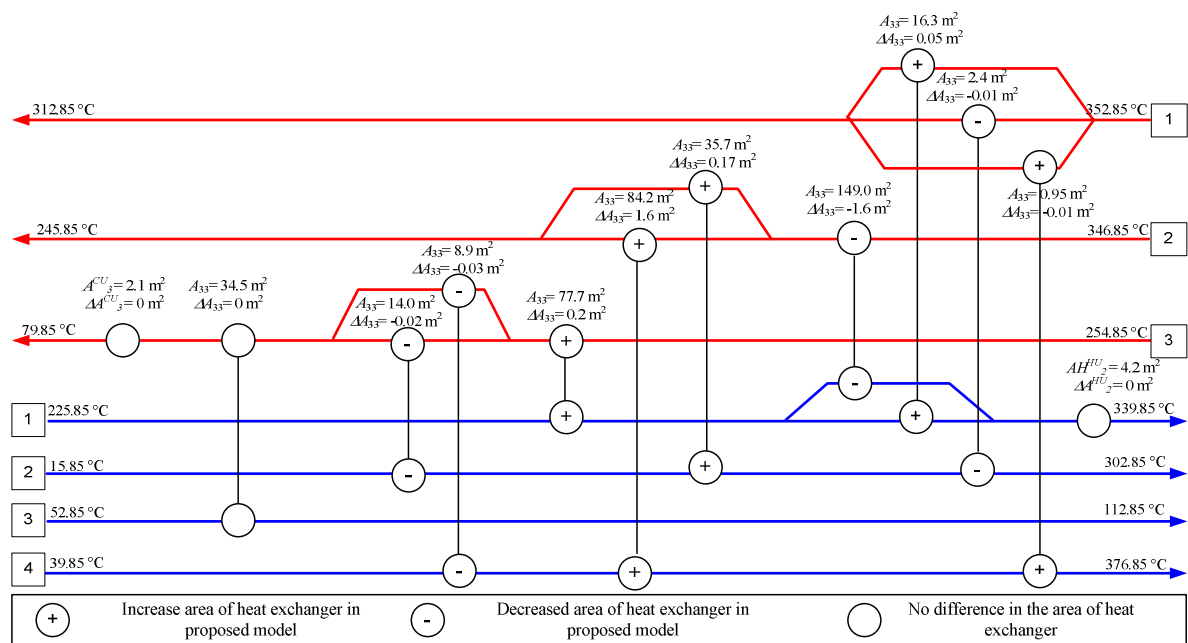 A₃₃= 16.3 m²
ΔA₃₃= 0.05 m²
A₃₃= 2.4 m²
ΔA₃₃= -0.01 m²
312.85 °C
352.85 °C
1
+
-
+
A₃₃= 35.7 m²
ΔA₃₃= 0.17 m²
A₃₃= 84.2 m²
ΔA₃₃= 1.6 m²
A₃₃= 149.0 m²
ΔA₃₃= -1.6 m²
A₃₃= 0.95 m²
ΔA₃₃= -0.01 m²
245.85 °C
346.85 °C
2
+
+
-
A^CU₃= 2.1 m²
ΔA^CU₃= 0 m²
A₃₃= 34.5 m²
ΔA₃₃= 0 m²
A₃₃= 14.0 m²
ΔA₃₃= -0.02 m²
A₃₃= 8.9 m²
ΔA₃₃= -0.03 m²
A₃₃= 77.7 m²
ΔA₃₃= 0.2 m²
79.85 °C
254.85 °C
3
-
-
+
AH^HU₂= 4.2 m²
ΔA^HU₂= 0 m²
1
225.85 °C
339.85 °C
+
-
+
2
15.85 °C
302.85 °C
-
+
-
3
52.85 °C
112.85 °C
4
39.85 °C
376.85 °C
-
+
+
+ Increase area of heat exchanger in
proposed model
- Decreased area of heat exchanger in
proposed model
No difference in the area of heat
exchanger